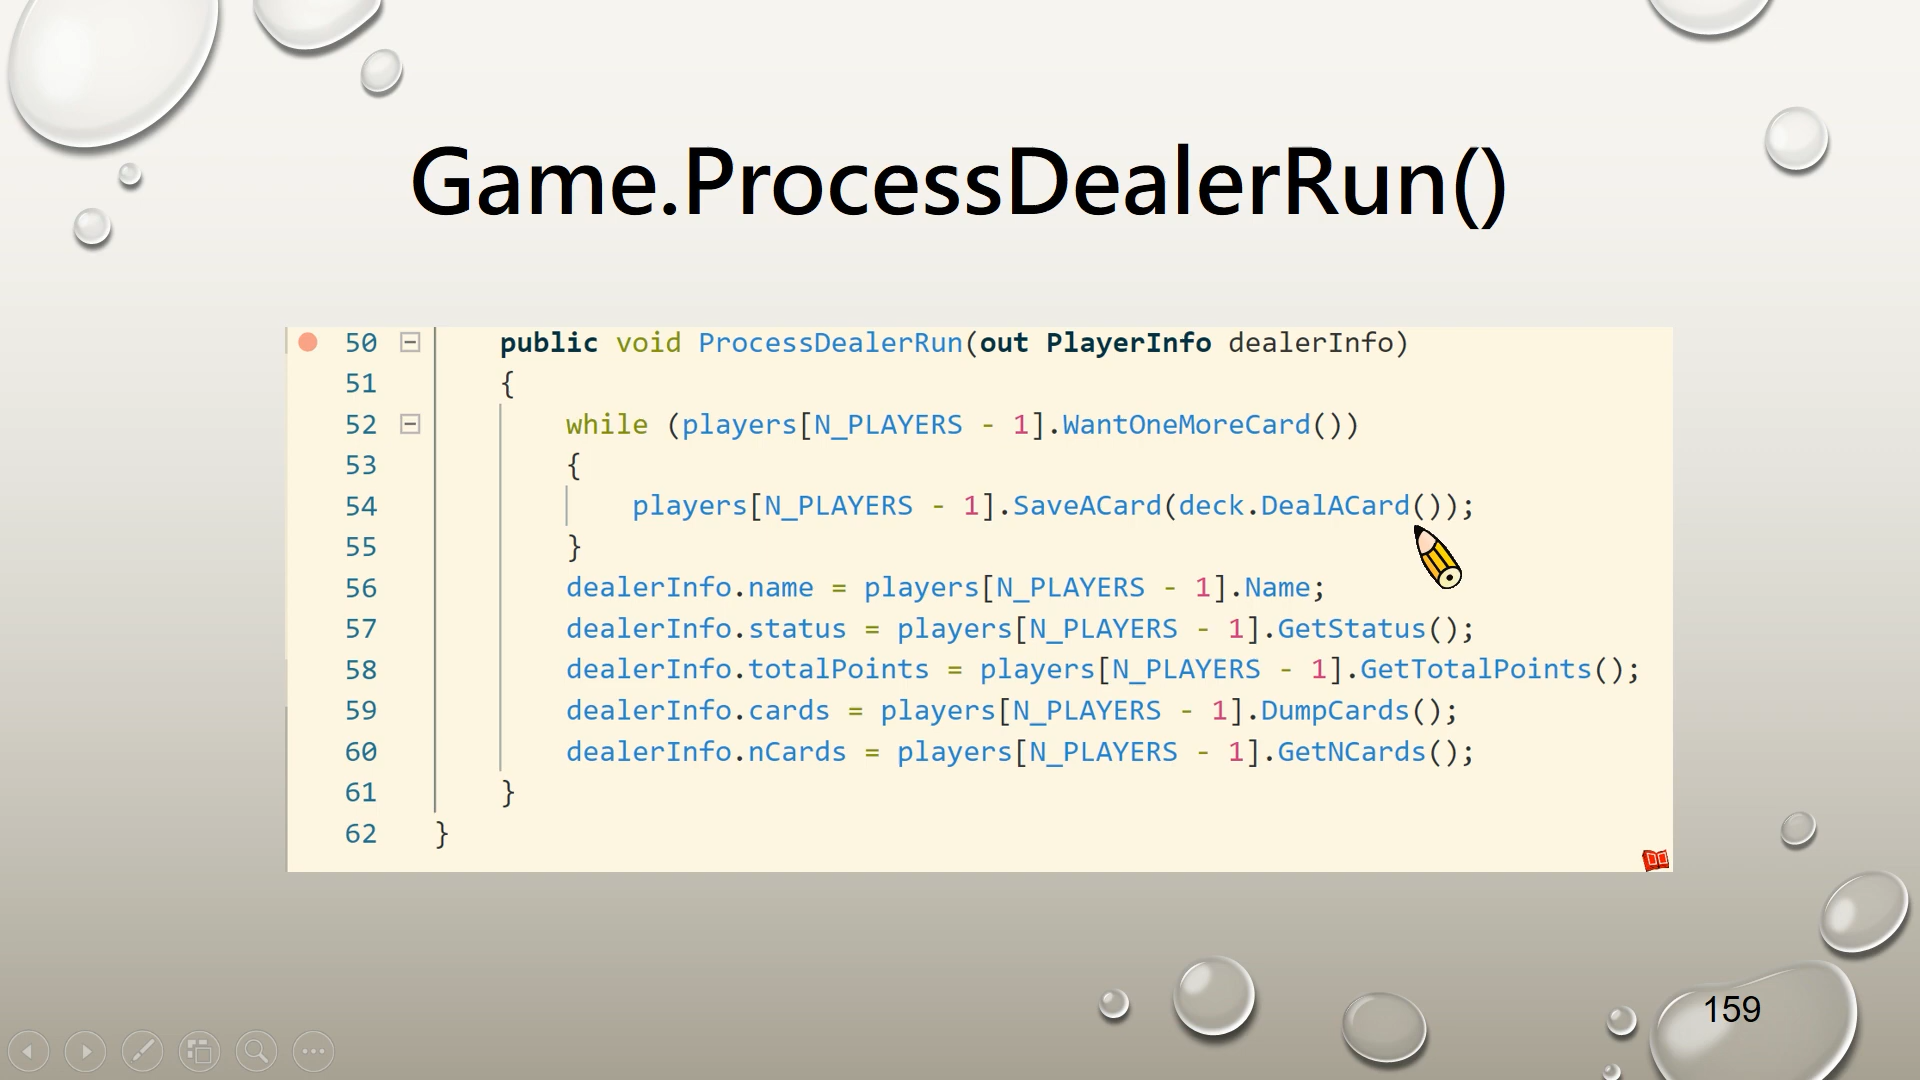 Game.ProcessDealerRun()
50 public void ProcessDealerRun(out PlayerInfo dealerInfo)
51 {
52 while (players[N_PLAYERS - 1].WantOneMoreCard())
53 {
54 players[N_PLAYERS - 1].SaveACard(deck.DealACard());
55 }
56 dealerInfo.name = players[N_PLAYERS - 1].Name;
57 dealerInfo.status = players[N_PLAYERS - 1].GetStatus();
58 dealerInfo.totalPoints = players[N_PLAYERS - 1].GetTotalPoints();
59 dealerInfo.cards = players[N_PLAYERS - 1].DumpCards();
60 dealerInfo.nCards = players[N_PLAYERS - 1].GetNCards();
61 }
62 }
159